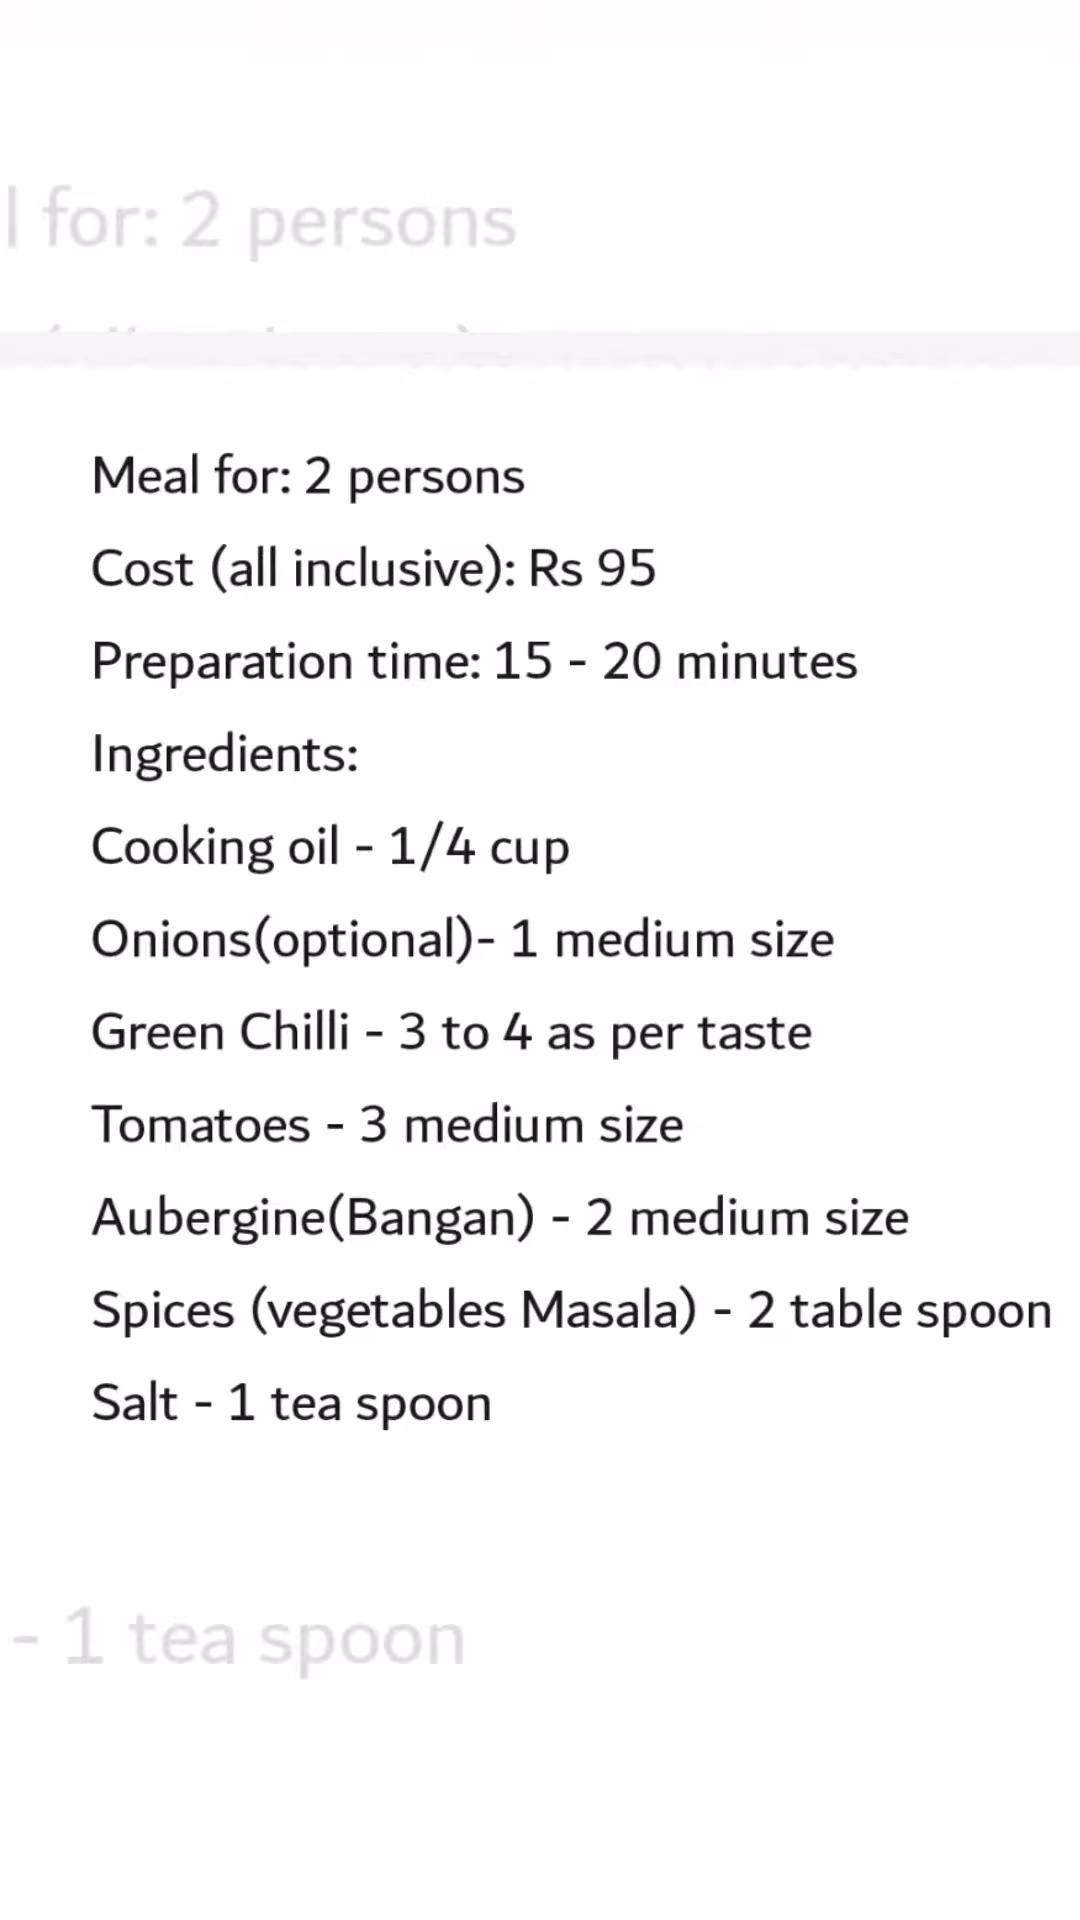 l for: 2 persons
Meal for: 2 persons
Cost (all inclusive): Rs 95
Preparation time: 15 - 20 minutes
Ingredients:
Cooking oil - 1/4 cup
Onions(optional)- 1 medium size
Green Chilli - 3 to 4 as per taste
Tomatoes - 3 medium size
Aubergine(Bangan) - 2 medium size
Spices (vegetables Masala) - 2 table spoon
Salt - 1 tea spoon
- 1 tea spoon